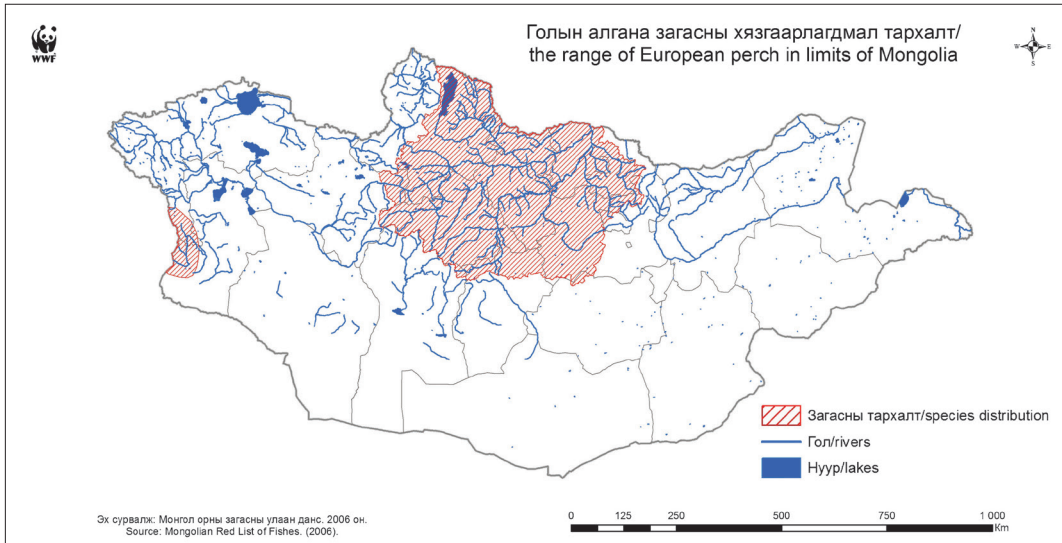 WWF
Голын алгана загасны хязгаарлагдмал тархалт/
the range of European perch in limits of Mongolia
N
W E
S
Загасны тархалт/species distribution
Гол/rivers
Нуур/lakes
Эх сурвалж: Монгол орны загасны улаан данс. 2006 он.
Source: Mongolian Red List of Fishes. (2006).
0 125 250 500 750 1 000
Km